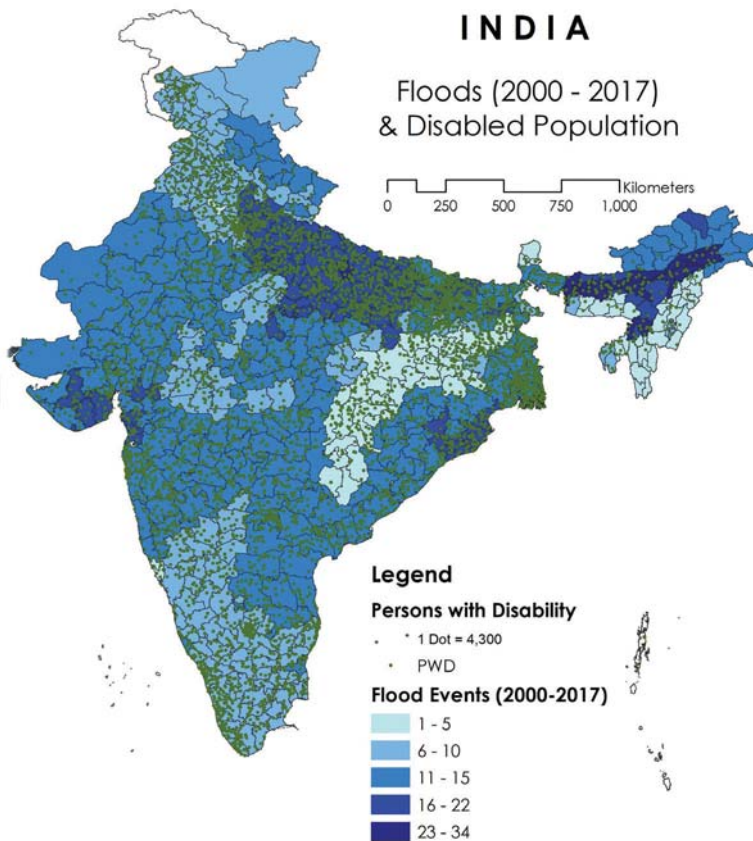 INDIA
Floods (2000 - 2017)
& Disabled Population
Kilometers
0 250 500 750 1,000
Legend
Persons with Disability
1 Dot = 4,300
PWD
Flood Events (2000-2017)
1 - 5
6 - 10
11 - 15
16 - 22
23 - 34